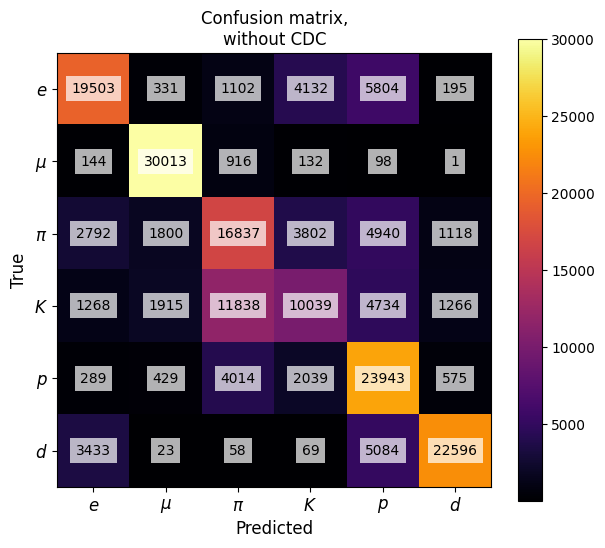 Confusion matrix,
without CDC
True
e 19503 331 1102 4132 5804 195
μ 144 30013 916 132 98 1
π 2792 1800 16837 3802 4940 1118
K 1268 1915 11838 10039 4734 1266
p 289 429 4014 2039 23943 575
d 3433 23 58 69 5084 22596
e μ π K p d
Predicted
30000
25000
20000
15000
10000
5000